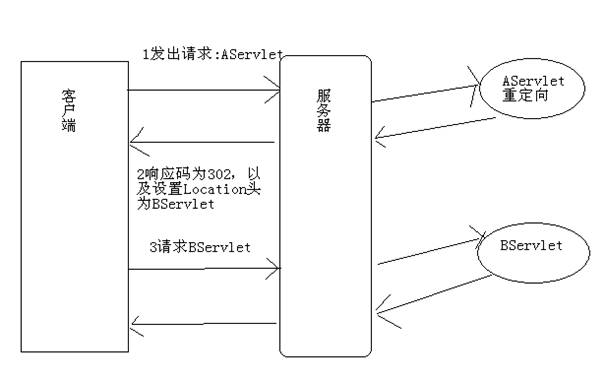 1发出请求:AServlet
客户端
服务器
AServlet
重定向
2响应码为302, 以
及设置Location头
为BServlet
3请求BServlet
BServlet